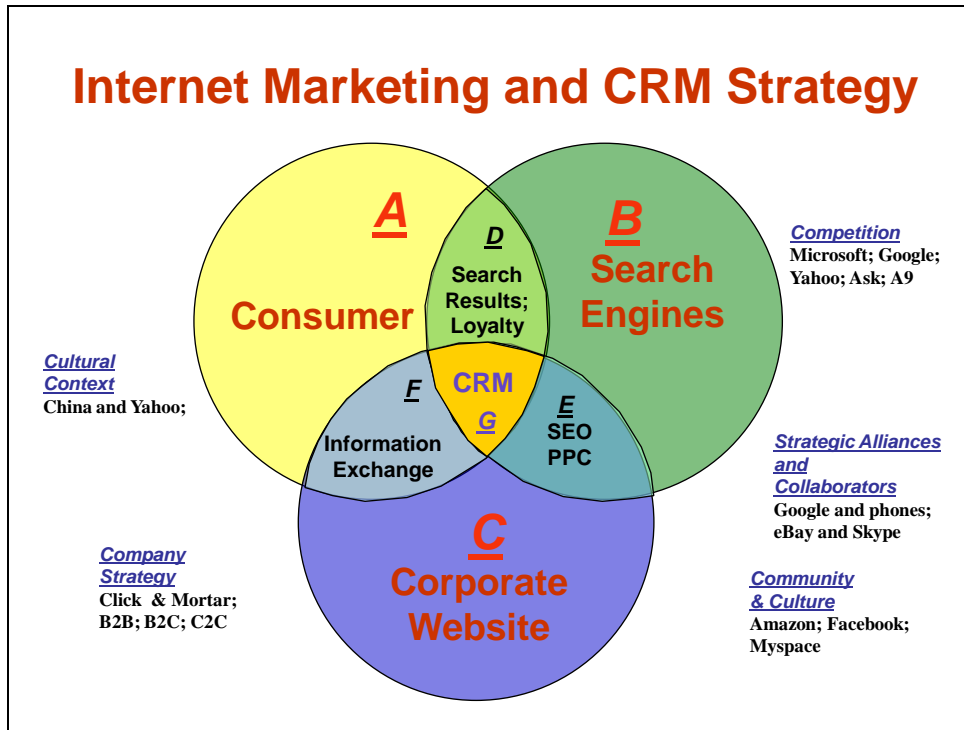 Internet Marketing and CRM Strategy
A
Consumer
B
Search
Engines
D
Search
Results;
Loyalty
CRM
G
F
Information
Exchange
E
SEO
PPC
C
Corporate
Website
Cultural
Context
China and Yahoo;
Company
Strategy
Click & Mortar;
B2B; B2C; C2C
Competition
Microsoft; Google;
Yahoo; Ask; A9
Strategic Alliances
and
Collaborators
Google and phones;
eBay and Skype
Community
& Culture
Amazon; Facebook;
Myspace